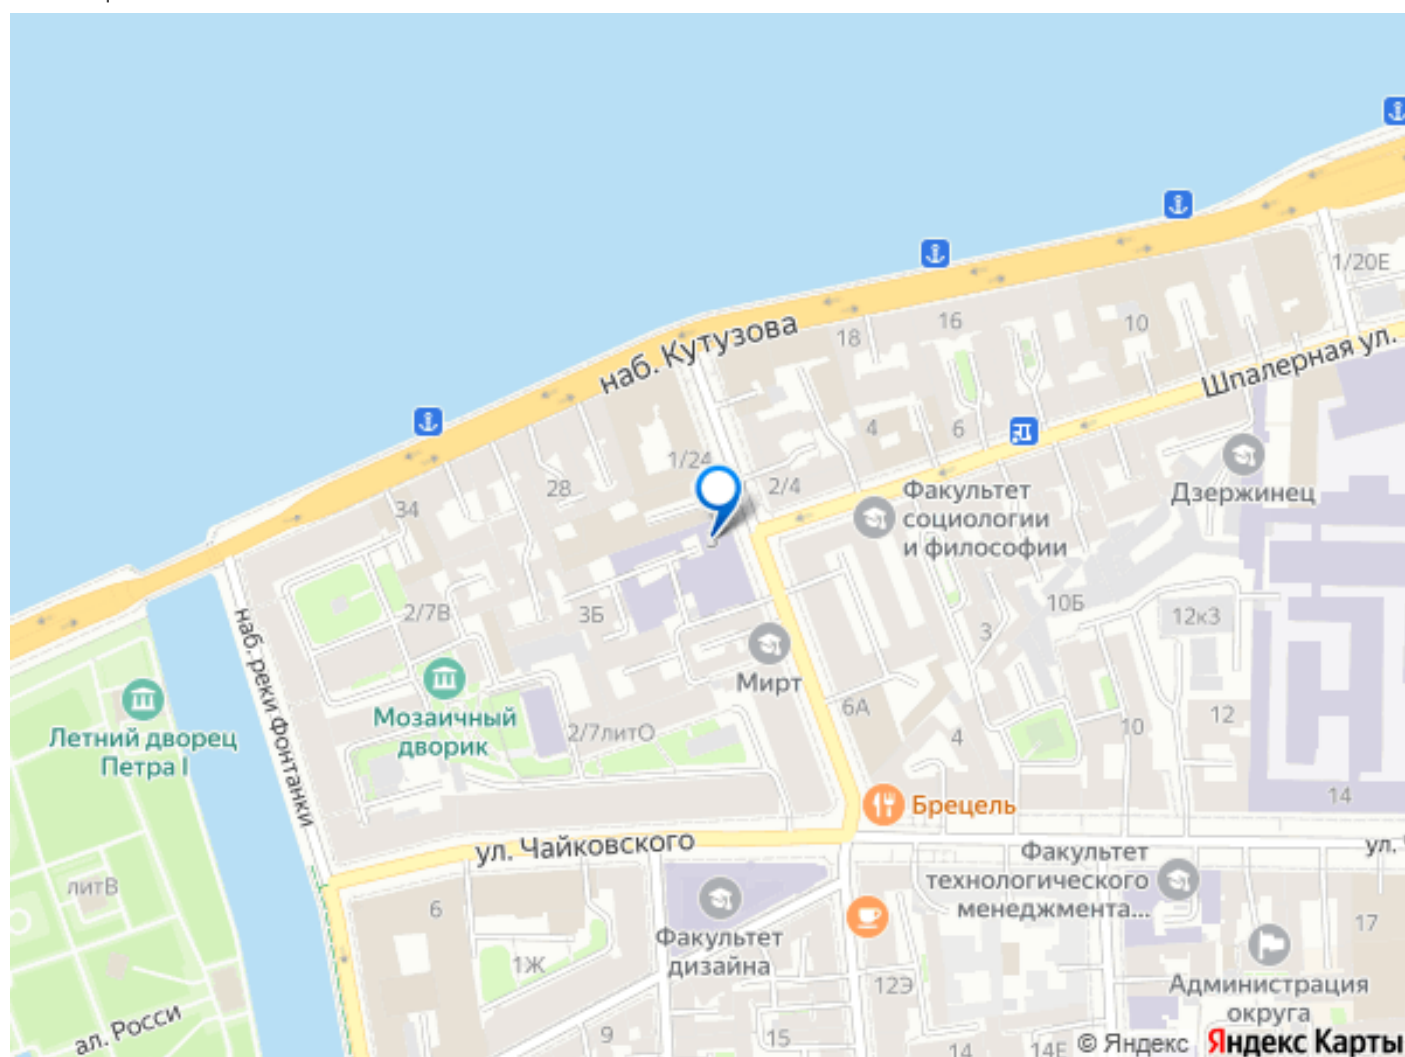 1/20Е
наб. Кутузова
18
16
10
Шпалерная ул.
4
6
1/24
28
34
2/4
Факультет
социологии
и философии
Дзержинец
2/7В
3Б
3
10Б
12к3
наб. реки фонтанки
Мирт
Мозаичный
дворик
Летний дворец
Петра I
2/7литО
6А
4
10
12
14
Брецель
ул. Чайковского
ул.
литВ
6
Факультет
технологического
менеджмента...
Факультет
дизайна
1Ж
12Э
17
Администрация
округа
ал. Росси
9
15
14
14Е
© Яндекс
Яндекс Карты